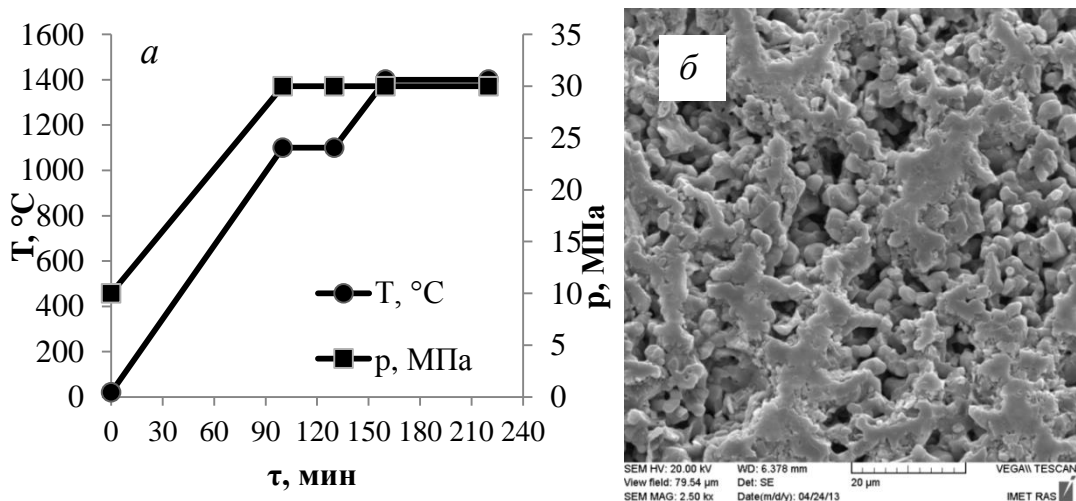 а
1600
1400
1200
1000
800
600
400
200
0
T, °C
35
30
25
20
15
10
5
0
p, МПа
T, °C
p, МПа
0 30 60 90 120 150 180 210 240
τ, мин
б
SEM HV: 20.00 kV WD: 6.378 mm VEGA\\ TESCAN
View field: 79.54 µm Det: SE 20 µm
SEM MAG: 2.50 kx Date(m/d/y): 04/24/13 IMET RAS